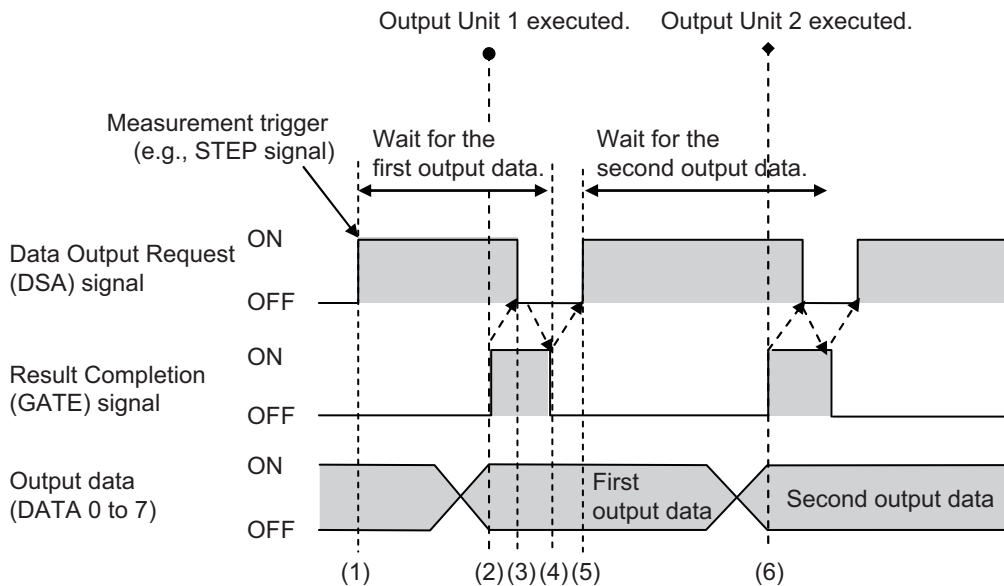 Output Unit 1 executed.
Output Unit 2 executed.
Measurement trigger
(e.g., STEP signal)
Wait for the
first output data.
Wait for the
second output data.
Data Output Request
(DSA) signal
ON
OFF
Result Completion
(GATE) signal
ON
OFF
Output data
(DATA 0 to 7)
ON
OFF
First
output data
Second output data
(1)
(2)
(3)
(4)
(5)
(6)